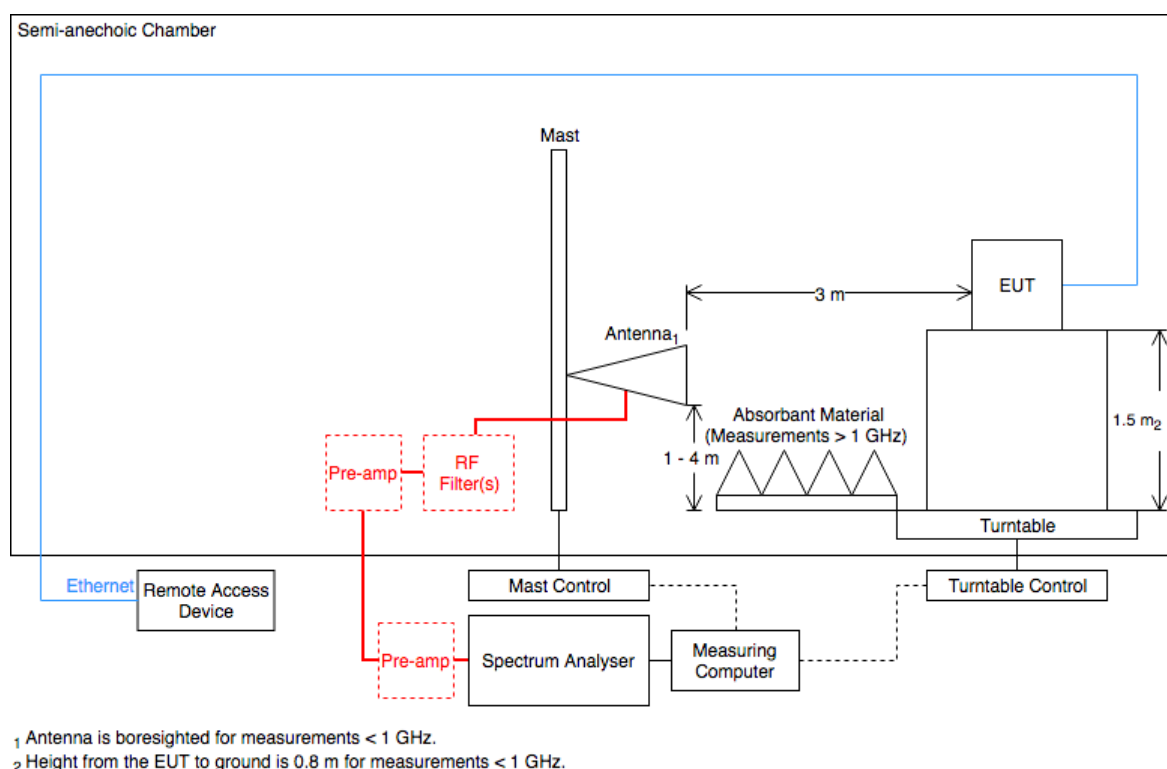 Semi-anechoic Chamber
Mast
EUT
3 m
Antenna1
Absorbant Material
(Measurements > 1 GHz)
1.5 m2
1 - 4 m
Pre-amp
RF
Filter(s)
Turntable
Ethernet
Remote Access
Device
Mast Control
Turntable Control
Pre-amp
Spectrum Analyser
Measuring
Computer
1 Antenna is boresighted for measurements < 1 GHz.
2 Height from the EUT to ground is 0.8 m for measurements < 1 GHz.